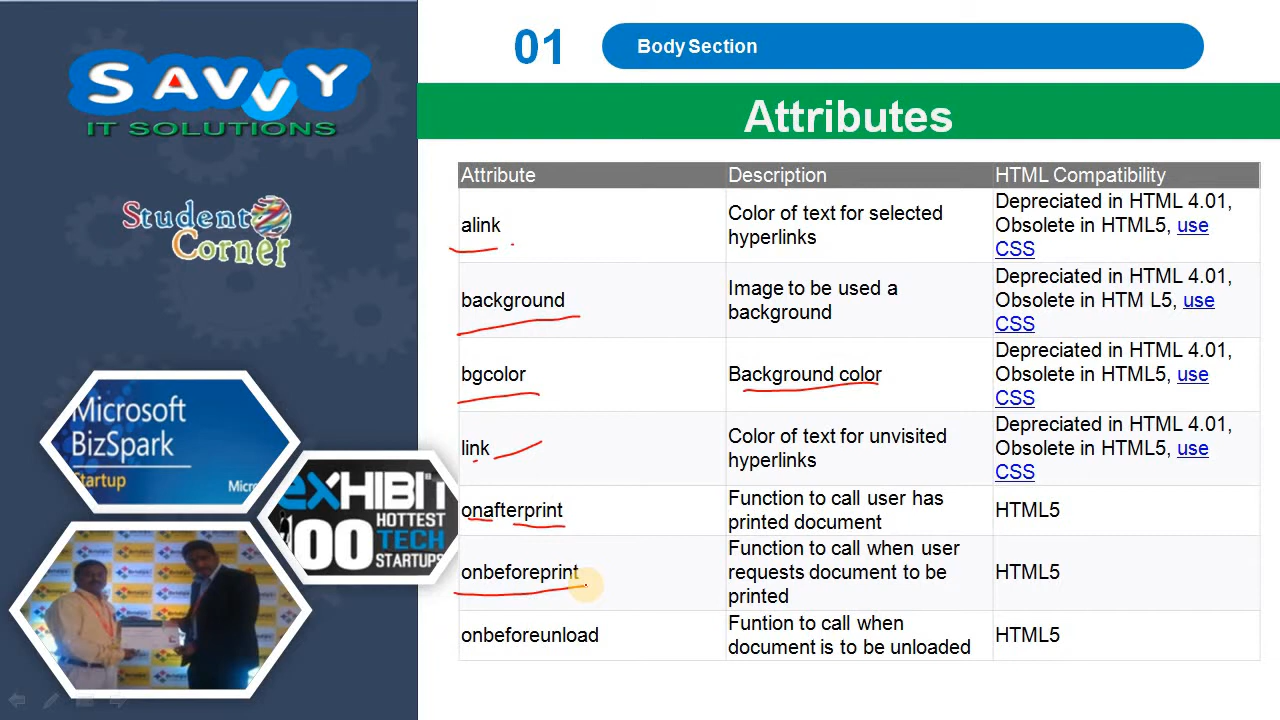 SAVVY
IT SOLUTIONS
Student
Corner
Microsoft
BizSpark
Startup
Micr
eXHIBIT
100 HOTTEST
TECH
STARTUPS
01
Body Section
Attributes
Attribute Description HTML Compatibility
alink
Color of text for selected
hyperlinks
Depreciated in HTML 4.01,
Obsolete in HTML5, use
CSS
background
Image to be used a
background
Depreciated in HTML 4.01,
Obsolete in HTM L5, use
CSS
bgcolor
Background color
Depreciated in HTML 4.01,
Obsolete in HTML5, use
CSS
link
Color of text for unvisited
hyperlinks
Depreciated in HTML 4.01,
Obsolete in HTML5, use
CSS
onafterprint
Function to call user has
printed document
HTML5
onbeforeprint
Function to call when user
requests document to be
printed
HTML5
onbeforeunload
Funtion to call when
document is to be unloaded
HTML5